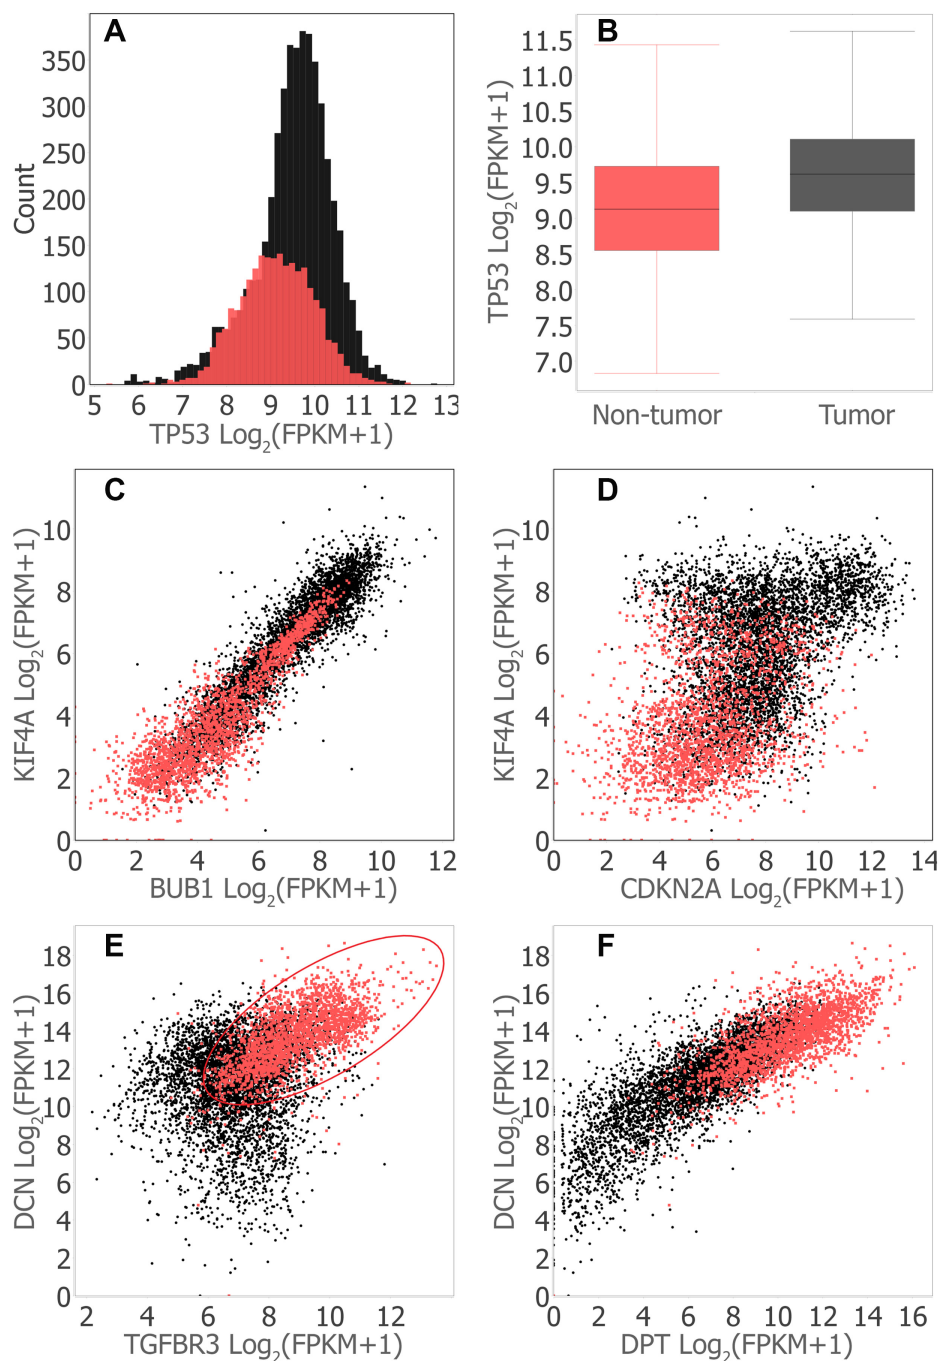 A
Count
350
300
250
200
150
100
50
0
5 6 7 8 9 10 11 12 13
TP53 Log2(FPKM+1)
B
TP53 Log2(FPKM+1)
11.5
11.0
10.5
10.0
9.5
9.0
8.5
8.0
7.5
7.0
Non-tumor Tumor
C
KIF4A Log2(FPKM+1)
10
8
6
4
2
0
0 2 4 6 8 10 12
BUB1 Log2(FPKM+1)
D
KIF4A Log2(FPKM+1)
10
8
6
4
2
0
0 2 4 6 8 10 12 14
CDKN2A Log2(FPKM+1)
E
DCN Log2(FPKM+1)
18
16
14
12
10
8
6
4
2
0
2 4 6 8 10 12
TGFBR3 Log2(FPKM+1)
F
DCN Log2(FPKM+1)
18
16
14
12
10
8
6
4
2
0
0 2 4 6 8 10 12 14 16
DPT Log2(FPKM+1)